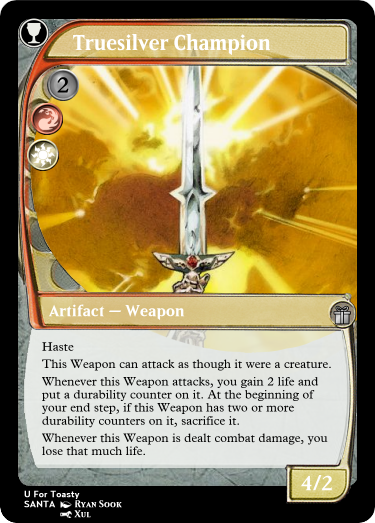 Truesilver Champion
2
Artifact — Weapon
Haste
This Weapon can attack as though it were a creature.
Whenever this Weapon attacks, you gain 2 life and
put a durability counter on it. At the beginning of
your end step, if this Weapon has two or more
durability counters on it, sacrifice it.
Whenever this Weapon is dealt combat damage, you
lose that much life.
4/2
U For Toasty
SANTA Ryan Sook
Xul